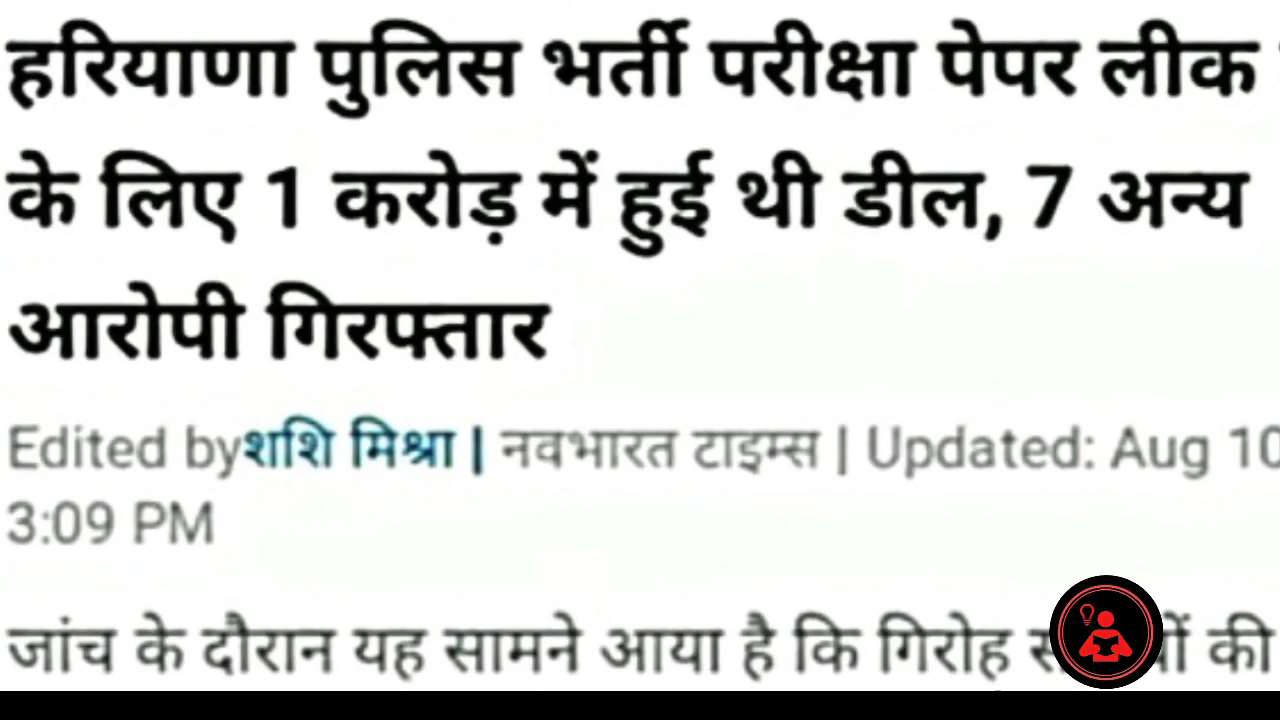 हरियाणा पुलिस भर्ती परीक्षा पेपर लीक
के लिए 1 करोड़ में हुई थी डील, 7 अन्य
आरोपी गिरफ्तार
Edited byशशि मिश्रा | नवभारत टाइम्स | Updated: Aug 10
3:09 PM
जांच के दौरान यह सामने आया है कि गिरोह की